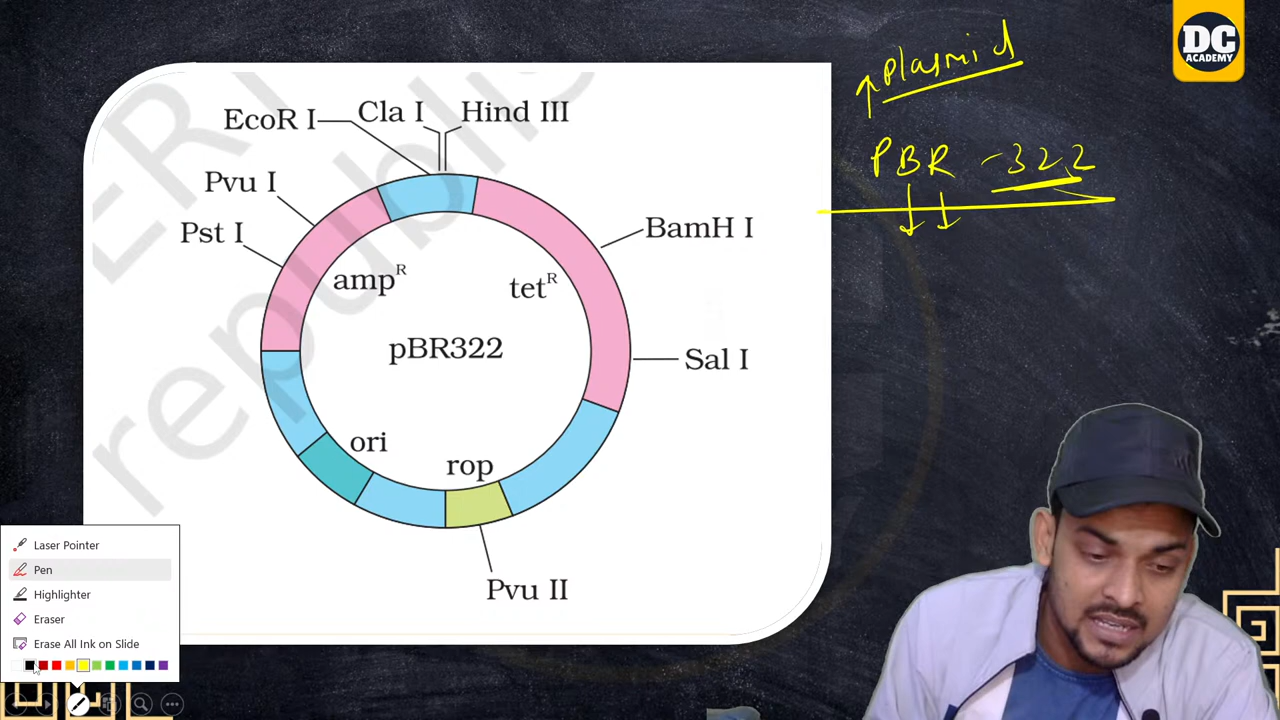 DC
ACADEMY
plasmid
PBR -322
EcoR I
Cla I
Hind III
Pvu I
Pst I
BamH I
amp^R
tet^R
pBR322
Sal I
ori
rop
Pvu II
republis
Laser Pointer
Pen
Highlighter
Eraser
Erase All Ink on Slide